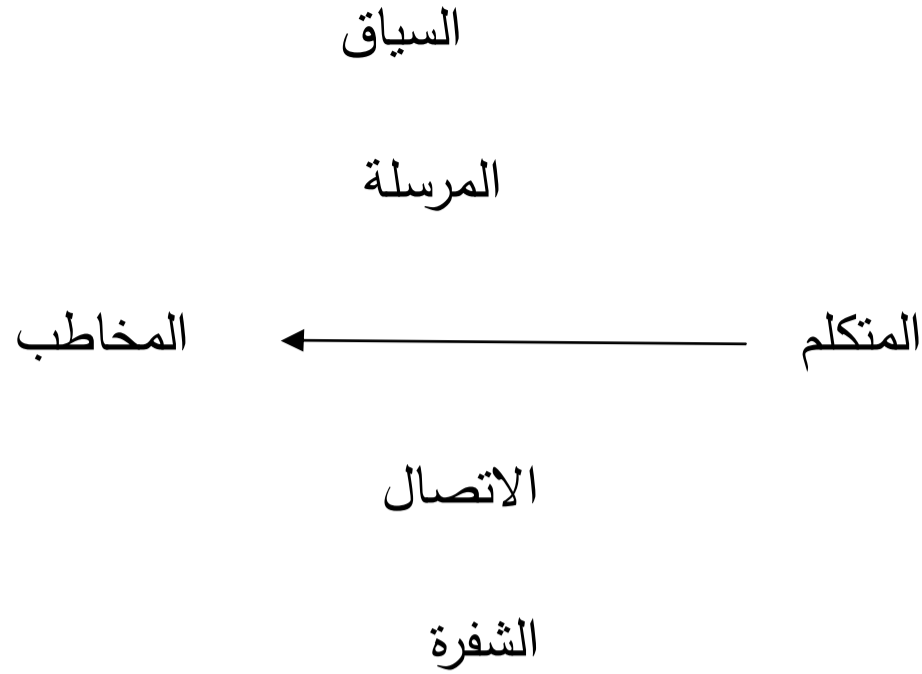 السياق
المرسلة
المتكلم المخاطب
الاتصال
الشفرة